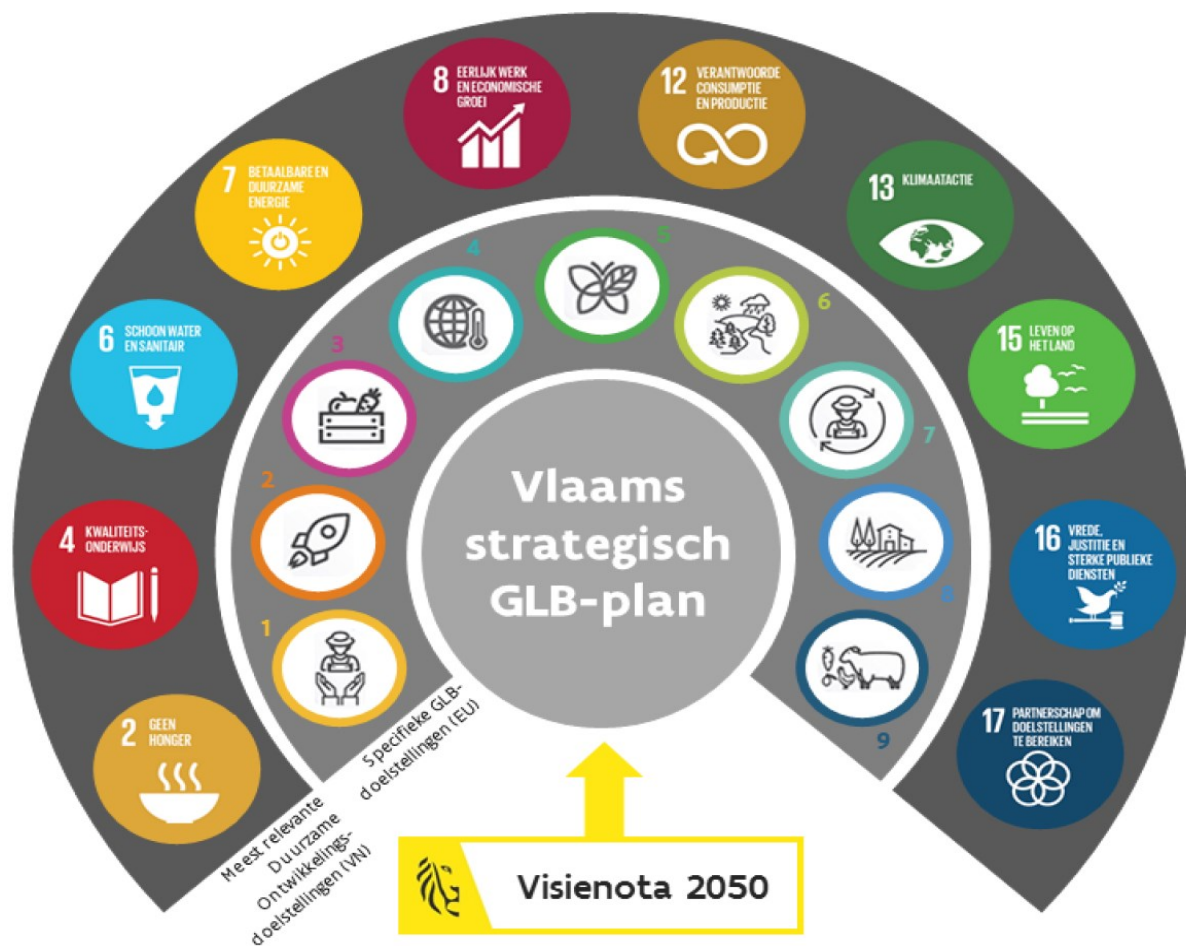 8 EERLIJK WERK
EN ECONOMISCHE
GROEI
12 VERANTWOORDE
CONSUMPTIE
EN PRODUCTIE
7 BETAALBARE EN
DUURZAME
ENERGIE
13 KLIMAATACTIE
6 SCHOON WATER
EN SANITAIR
15 LEVEN OP
HET LAND
4 KWALITEITS-
ONDERWIJS
16 VREDE,
JUSTITIE EN
STERKE PUBLIEKE
DIENSTEN
2 GEEN
HONGER
17 PARTNERSCHAP OM
DOELSTELLINGEN
TE BEREIKEN
1
2
3
4
5
6
7
8
9
Vlaams
strategisch
GLB-plan
Specifieke GLB-
doelstellingen (EU)
Meest relevante
Duurzame
Ontwikkelings-
doelstellingen (VN)
Visienota 2050